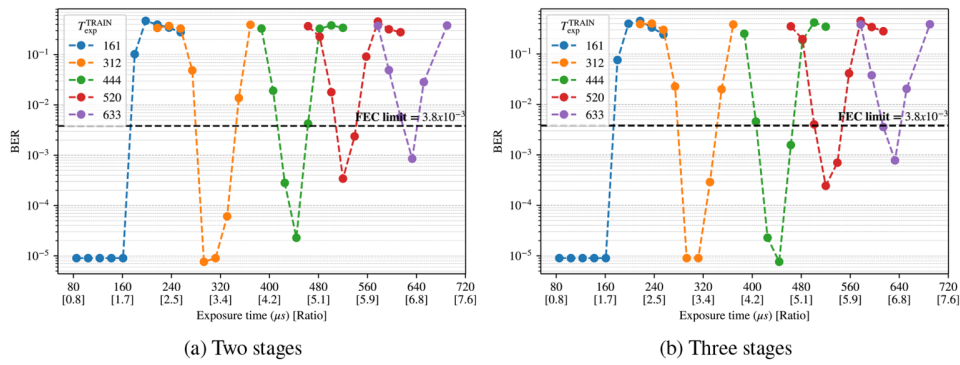 T_exp^TRAIN
161
312
444
520
633
FEC limit = 3.8x10^-3
BER
10^-1
10^-2
10^-3
10^-4
10^-5
80 160 240 320 400 480 560 640 720
[0.8] [1.7] [2.5] [3.4] [4.2] [5.1] [5.9] [6.8] [7.6]
Exposure time (μs) [Ratio]
(a) Two stages
T_exp^TRAIN
161
312
444
520
633
FEC limit = 3.8x10^-3
BER
10^-1
10^-2
10^-3
10^-4
10^-5
80 160 240 320 400 480 560 640 720
[0.8] [1.7] [2.5] [3.4] [4.2] [5.1] [5.9] [6.8] [7.6]
Exposure time (μs) [Ratio]
(b) Three stages